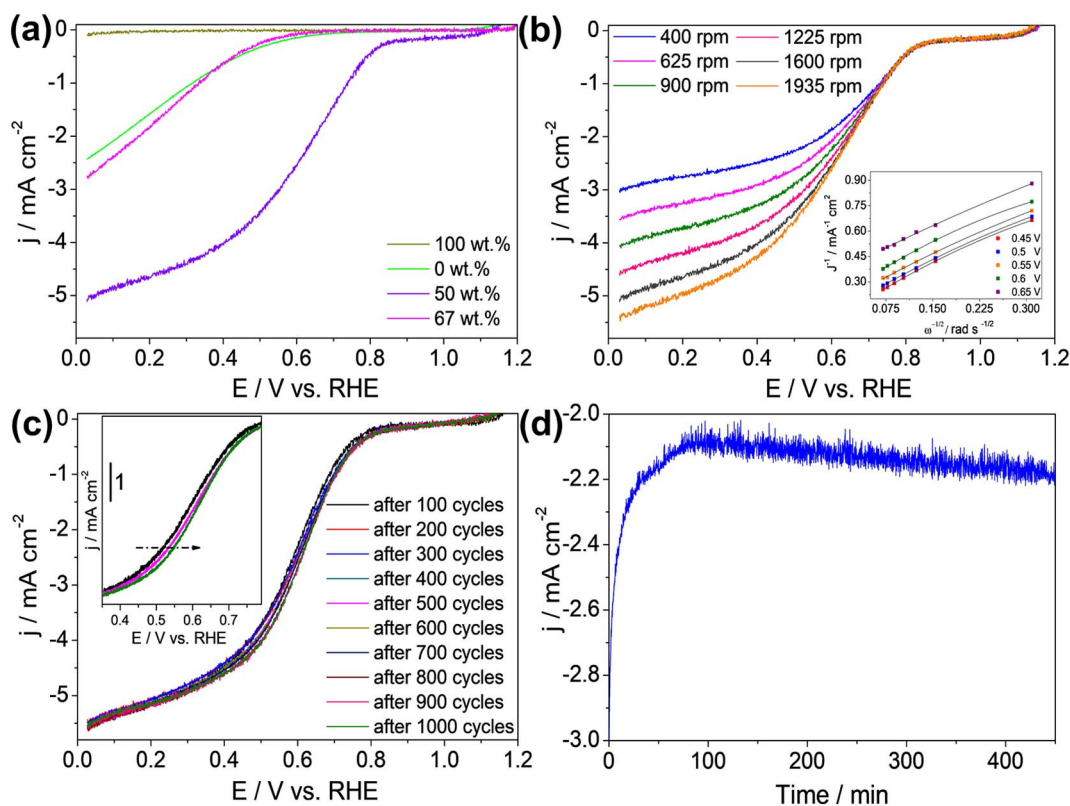 (a)
0
-1
-2
-3
-4
-5
j / mA cm⁻²
0.0 0.2 0.4 0.6 0.8 1.0 1.2
E / V vs. RHE
100 wt.%
0 wt.%
50 wt.%
67 wt.%
(b)
0
-1
-2
-3
-4
-5
j / mA cm⁻²
0.0 0.2 0.4 0.6 0.8 1.0 1.2
E / V vs. RHE
400 rpm 1225 rpm
625 rpm 1600 rpm
900 rpm 1935 rpm
0.90
0.70
0.50
0.30
J⁻¹ / mA⁻¹ cm²
0.075 0.150 0.225 0.300
ω⁻¹/² / rad s⁻¹/²
0.45 V
0.5 V
0.55 V
0.6 V
0.65 V
(c)
0
-1
-2
-3
-4
-5
j / mA cm⁻²
0.0 0.2 0.4 0.6 0.8 1.0 1.2
E / V vs. RHE
j / mA cm⁻²
1
0.4 0.5 0.6 0.7
E / V vs. RHE
after 100 cycles
after 200 cycles
after 300 cycles
after 400 cycles
after 500 cycles
after 600 cycles
after 700 cycles
after 800 cycles
after 900 cycles
after 1000 cycles
(d)
-2.0
-2.2
-2.4
-2.6
-2.8
-3.0
j / mA cm⁻²
0 100 200 300 400
Time / min